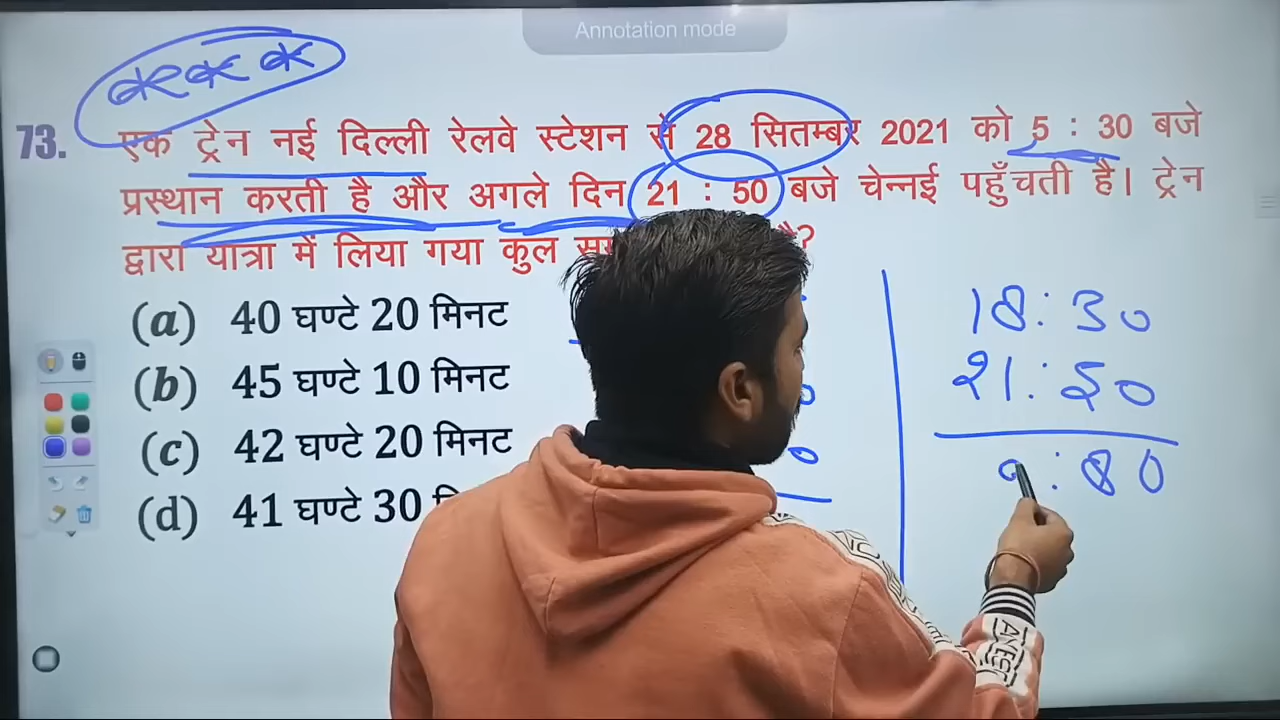 Annotation mode
73. एक ट्रेन नई दिल्ली रेलवे स्टेशन से 28 सितम्बर 2021 को 5 : 30 बजे
प्रस्थान करती है और अगले दिन 21 : 50 बजे चेन्नई पहुँचती है। ट्रेन
द्वारा यात्रा में लिया गया कुल
(a) 40 घण्टे 20 मिनट
(b) 45 घण्टे 10 मिनट
(c) 42 घण्टे 20 मिनट
(d) 41 घण्टे 30
18:30
21:50
:80